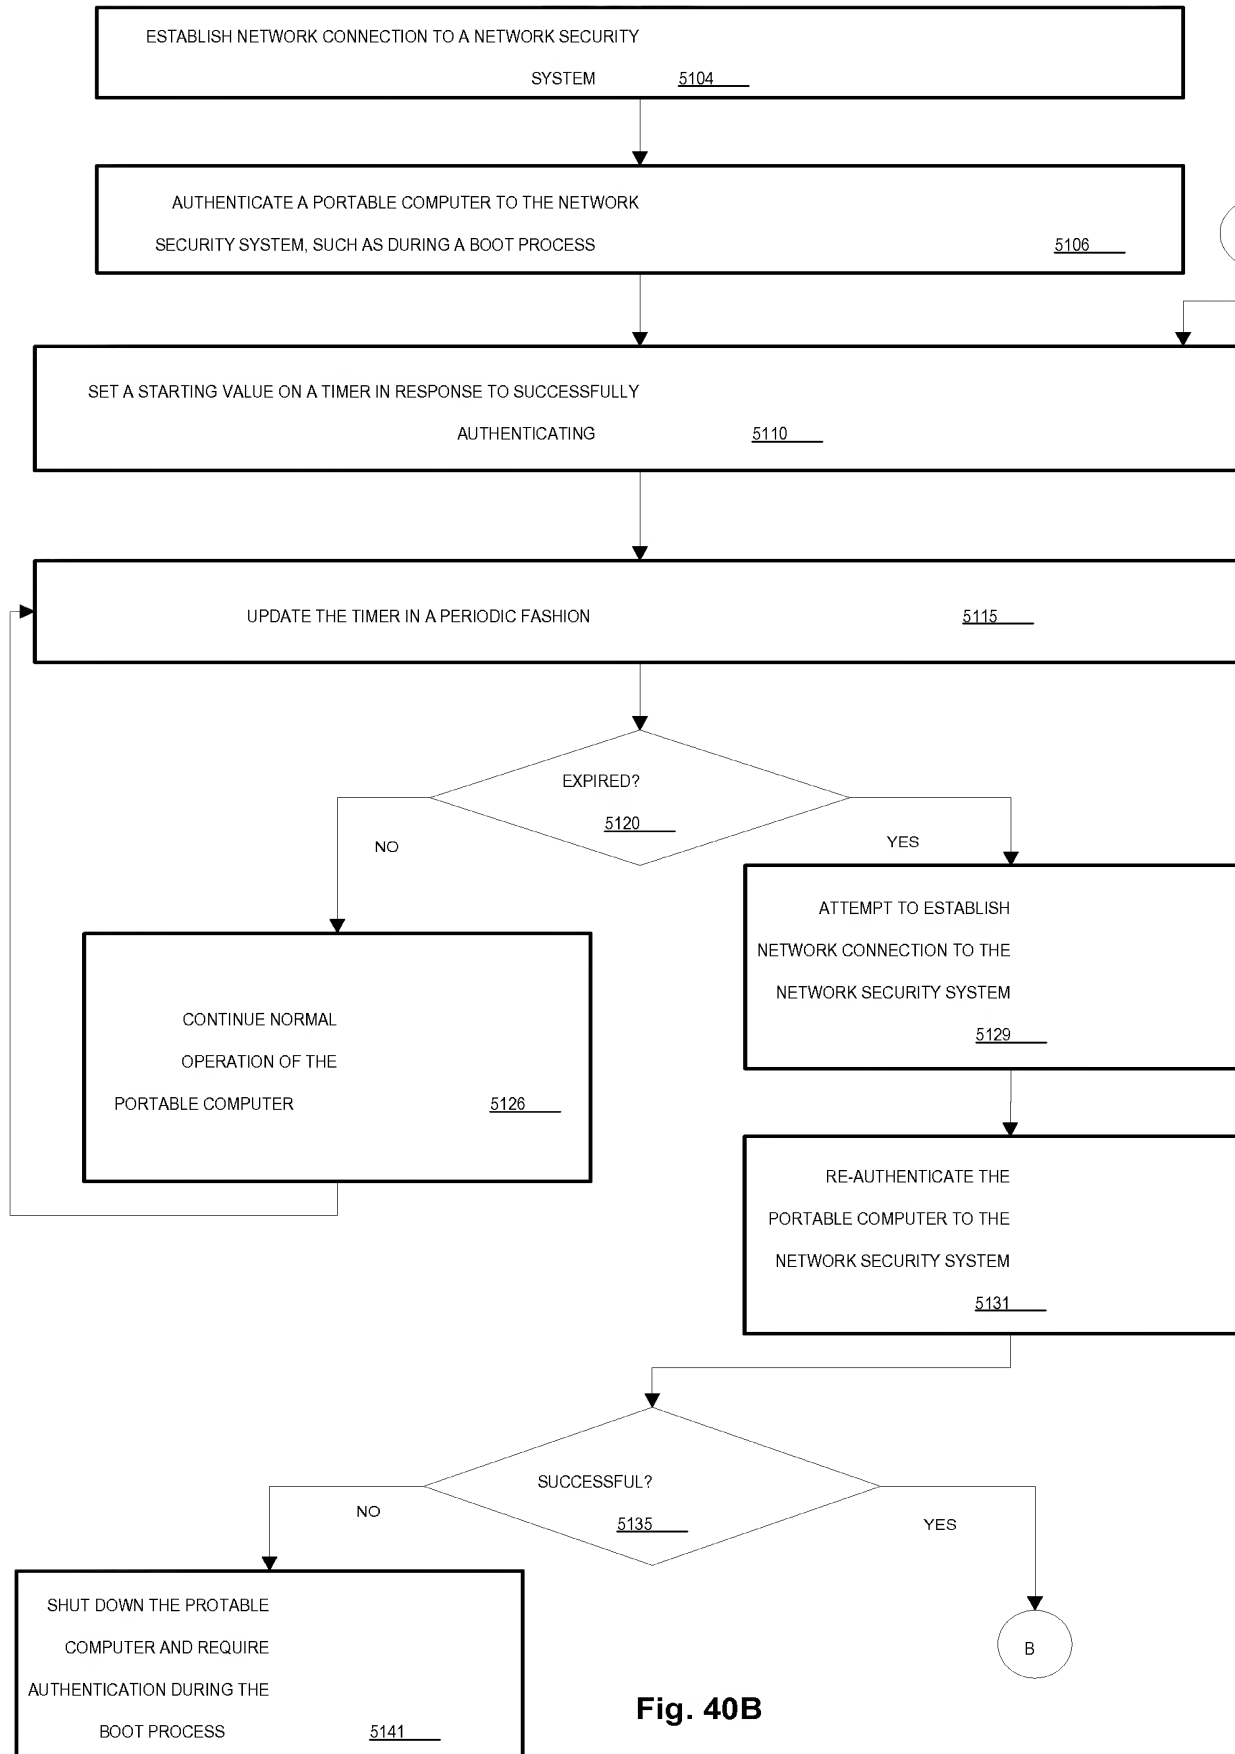 ESTABLISH NETWORK CONNECTION TO A NETWORK SECURITY
SYSTEM 5104
AUTHENTICATE A PORTABLE COMPUTER TO THE NETWORK
SECURITY SYSTEM, SUCH AS DURING A BOOT PROCESS 5106
SET A STARTING VALUE ON A TIMER IN RESPONSE TO SUCCESSFULLY
AUTHENTICATING 5110
UPDATE THE TIMER IN A PERIODIC FASHION 5115
EXPIRED?
5120
NO
YES
ATTEMPT TO ESTABLISH
NETWORK CONNECTION TO THE
NETWORK SECURITY SYSTEM
5129
CONTINUE NORMAL
OPERATION OF THE
PORTABLE COMPUTER 5126
RE-AUTHENTICATE THE
PORTABLE COMPUTER TO THE
NETWORK SECURITY SYSTEM
5131
SUCCESSFUL?
5135
NO
YES
SHUT DOWN THE PROTABLE
COMPUTER AND REQUIRE
AUTHENTICATION DURING THE
BOOT PROCESS 5141
B
Fig. 40B